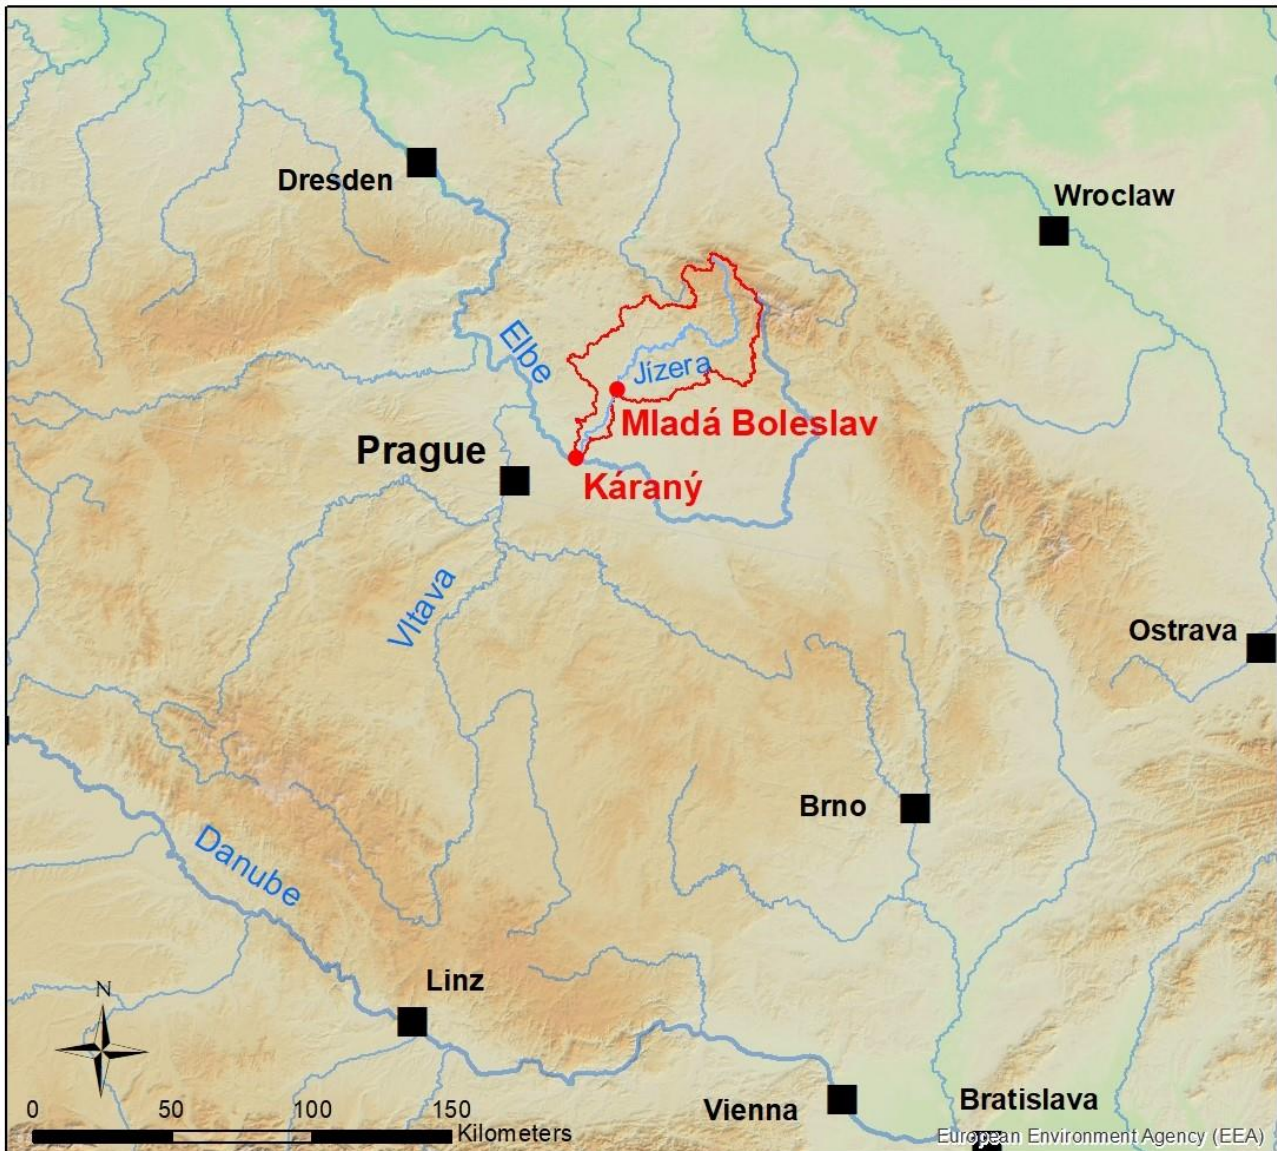 Dresden
Wroclaw
Elbe
Jízera
Mladá Boleslav
Prague
Káraný
Vltava
Ostrava
Brno
Danube
Linz
N
0 50 100 150
Kilometers
Vienna
Bratislava
European Environment Agency (EEA)